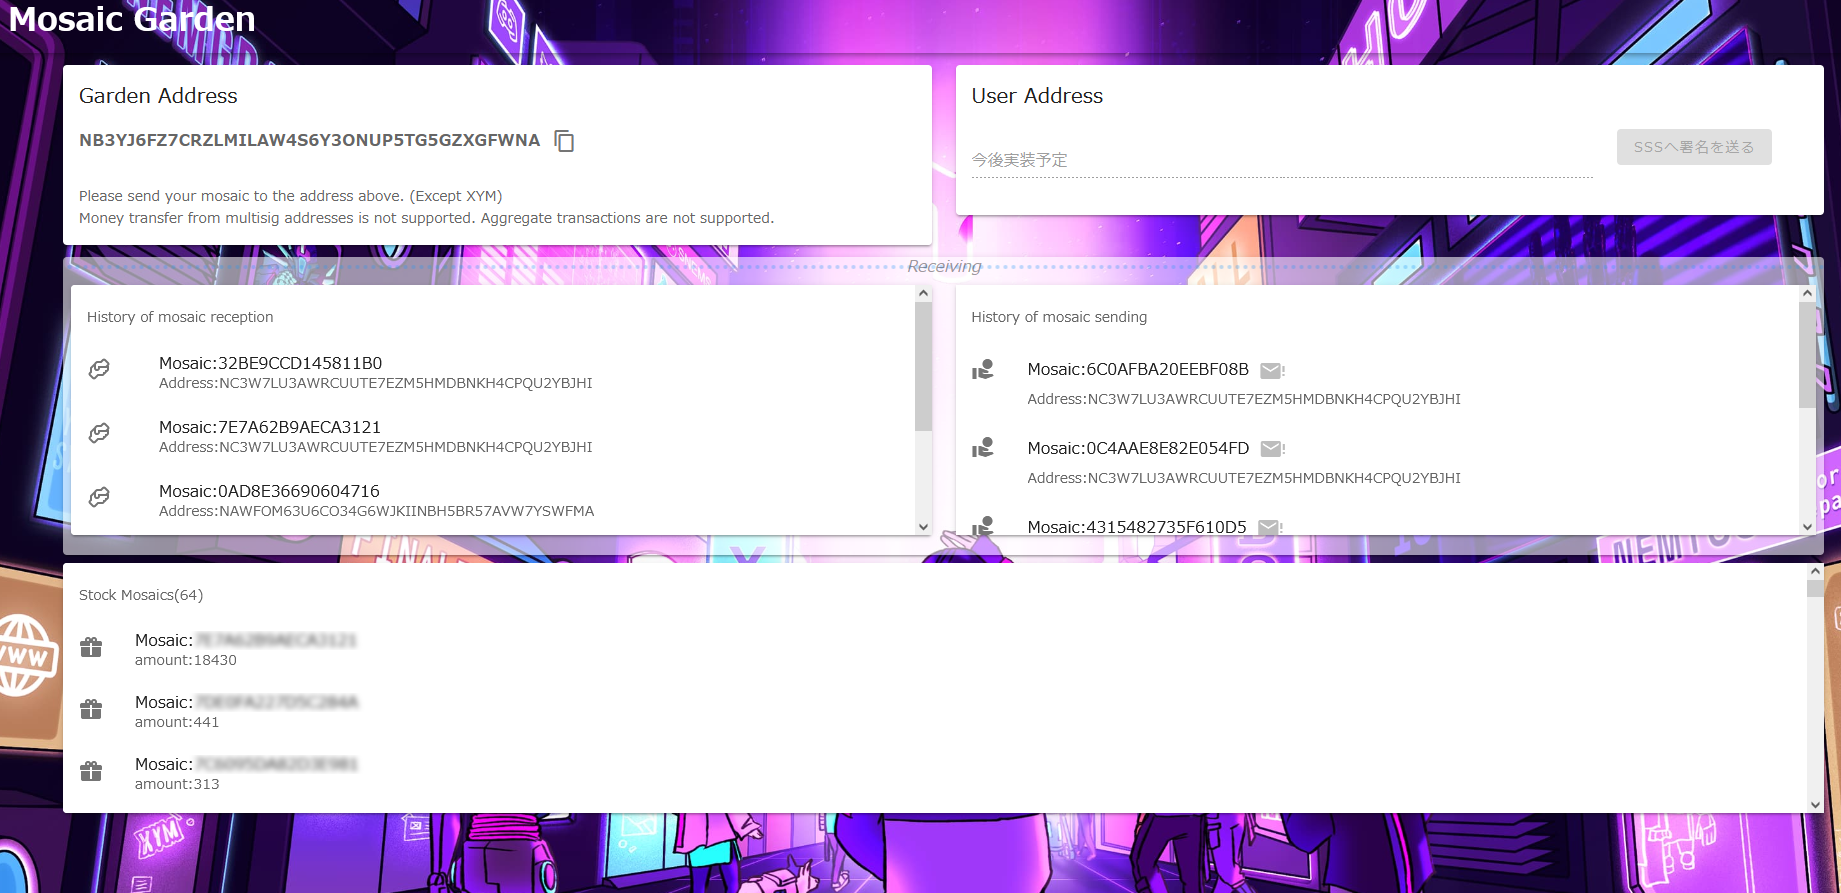 Mosaic Garden
Garden Address
NB3YJ6FZ7CRZLMILAW4S6Y3ONUP5TG5GZXGFWNA
Please send your mosaic to the address above. (Except XYM)
Money transfer from multisig addresses is not supported. Aggregate transactions are not supported.
User Address
今後実装予定
SSSへ署名を送る
Receiving
History of mosaic reception
Mosaic:32BE9CCD145811B0
Address:NC3W7LU3AWRCUUTE7EZM5HMDBNKH4CPQU2YBJHI
Mosaic:7E7A62B9AECA3121
Address:NC3W7LU3AWRCUUTE7EZM5HMDBNKH4CPQU2YBJHI
Mosaic:0AD8E36690604716
Address:NAWFOM63U6CO34G6WJKIINBH5BR57AVW7YSWFMA
History of mosaic sending
Mosaic:6C0AFBA20EEBF08B
Address:NC3W7LU3AWRCUUTE7EZM5HMDBNKH4CPQU2YBJHI
Mosaic:0C4AAE8E82E054FD
Address:NC3W7LU3AWRCUUTE7EZM5HMDBNKH4CPQU2YBJHI
Mosaic:4315482735F610D5
Stock Mosaics(64)
Mosaic:
amount:18430
Mosaic:
amount:441
Mosaic:
amount:313
WWW
XYM